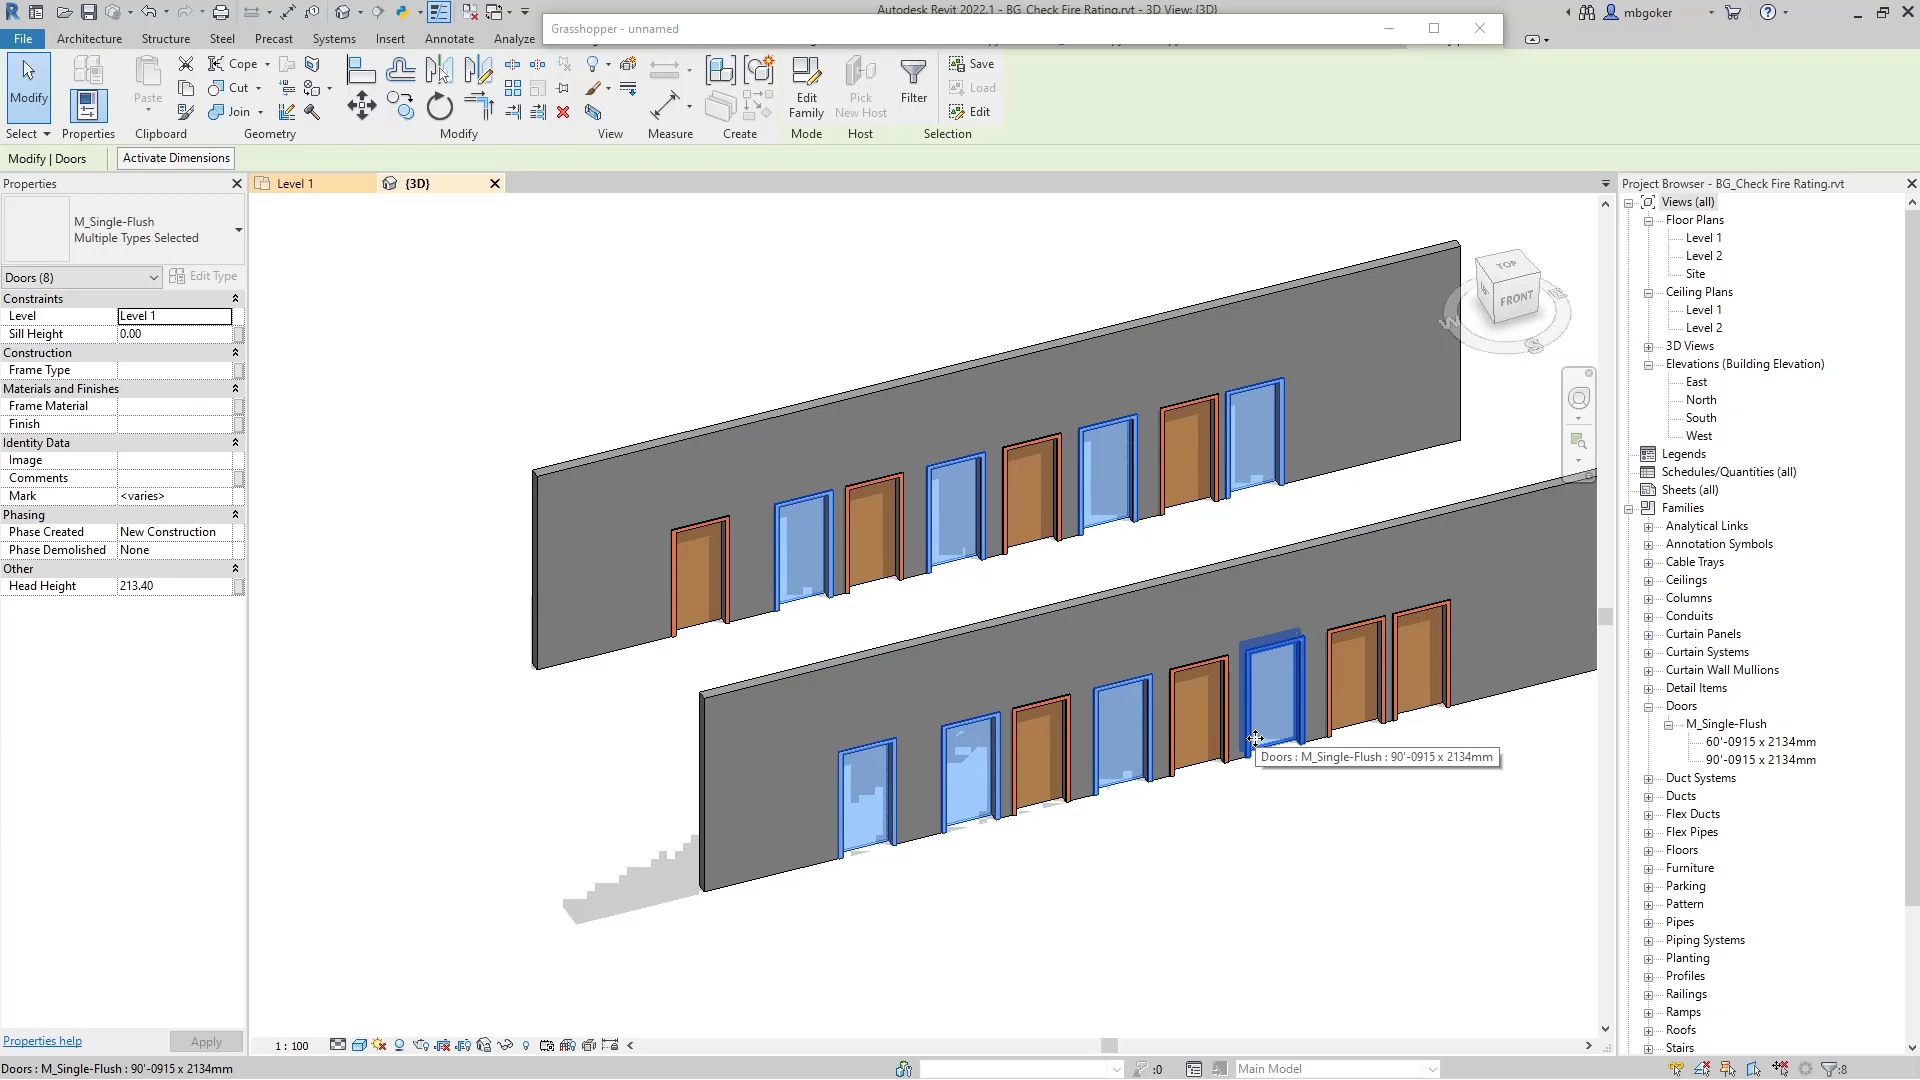 Autodesk Revit 2022.1 - BG_Check Fire Rating.rvt - 3D View: {3D}
mbgoker
Grasshopper - unnamed
File
Architecture
Structure
Steel
Precast
Systems
Insert
Annotate
Analyze
Modify
Paste
Cope
Cut
Join
Edit
Family
Pick
New Host
Filter
Save
Load
Edit
Select
Properties
Clipboard
Geometry
Modify
View
Measure
Create
Mode
Host
Selection
Modify | Doors
Activate Dimensions
Properties
M_Single-Flush
Multiple Types Selected
Doors (8)
Edit Type
Constraints
Level
Level 1
Sill Height
0.00
Construction
Frame Type
Materials and Finishes
Frame Material
Finish
Identity Data
Image
Comments
Mark
<varies>
Phasing
Phase Created
New Construction
Phase Demolished
None
Other
Head Height
213.40
Properties help
Apply
Level 1
{3D}
TOP
FRONT
W
S
E
Doors : M_Single-Flush : 90'-0915 x 2134mm
1 : 100
Project Browser - BG_Check Fire Rating.rvt
Views (all)
Floor Plans
Level 1
Level 2
Site
Ceiling Plans
Level 1
Level 2
3D Views
Elevations (Building Elevation)
East
North
South
West
Legends
Schedules/Quantities (all)
Sheets (all)
Families
Analytical Links
Annotation Symbols
Cable Trays
Ceilings
Columns
Conduits
Curtain Panels
Curtain Systems
Curtain Wall Mullions
Detail Items
Doors
M_Single-Flush
60'-0915 x 2134mm
90'-0915 x 2134mm
Duct Systems
Ducts
Flex Ducts
Flex Pipes
Floors
Furniture
Parking
Pattern
Pipes
Piping Systems
Planting
Profiles
Railings
Ramps
Roofs
Stairs
Doors : M_Single-Flush : 90'-0915 x 2134mm
:0
Main Model
:8